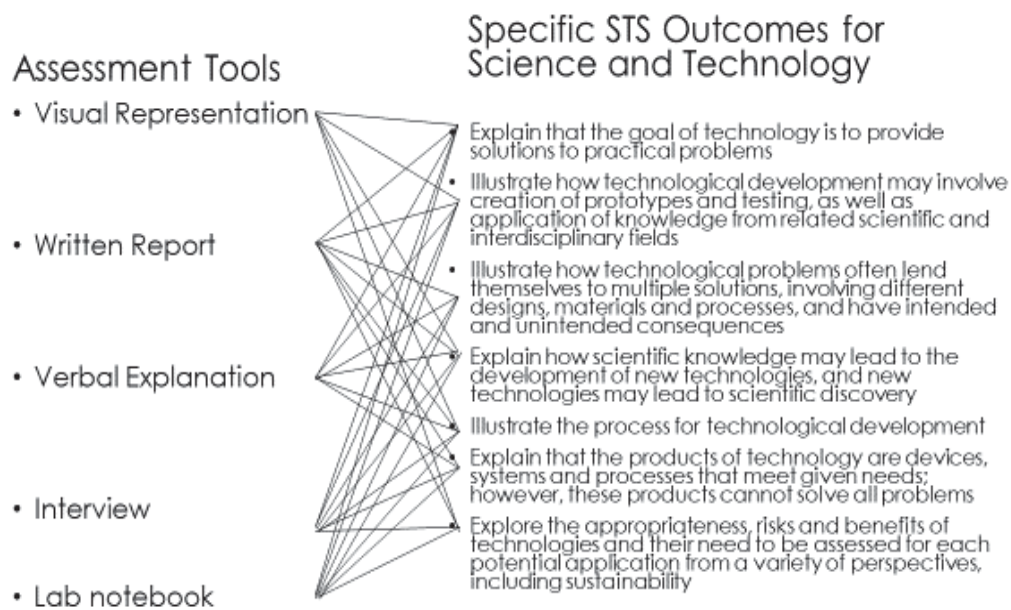 Assessment Tools
• Visual Representation
• Written Report
• Verbal Explanation
• Interview
• Lab notebook
Specific STS Outcomes for
Science and Technology
• Explain that the goal of technology is to provide
solutions to practical problems
• Illustrate how technological development may involve
creation of prototypes and testing, as well as
application of knowledge from related scientific and
interdisciplinary fields
• Illustrate how technological problems often lend
themselves to multiple solutions, involving different
designs, materials and processes, and have intended
and unintended consequences
• Explain how scientific knowledge may lead to the
development of new technologies, and new
technologies may lead to scientific discovery
• Illustrate the process for technological development
• Explain that the products of technology are devices,
systems and processes that meet given needs;
however, these products cannot solve all problems
• Explore the appropriateness, risks and benefits of
technologies and their need to be assessed for each
potential application from a variety of perspectives,
including sustainability